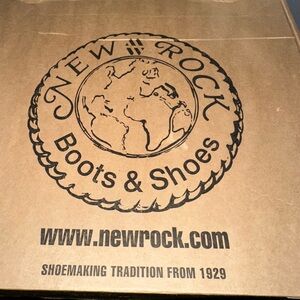 NEW ROCK
Boots & Shoes
www.newrock.com
SHOEMAKING TRADITION FROM 1929